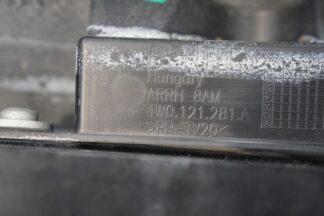 Hungary
ARRH 8AM
4W0.121.281.A
>PP-TV20<